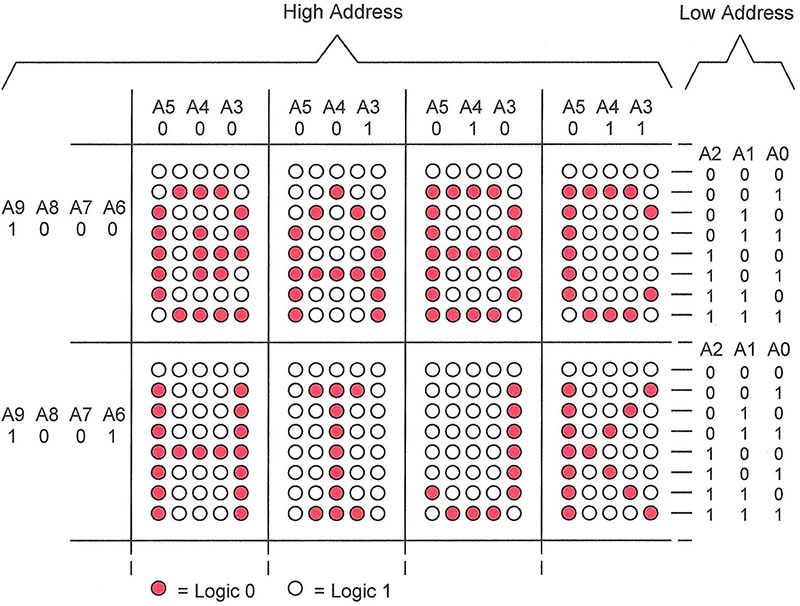 High Address Low Address
A5 A4 A3 A5 A4 A3 A5 A4 A3 A5 A4 A3
0 0 0 0 0 1 0 1 0 0 1 1
A2 A1 A0
0 0 0
0 0 1
A9 A8 A7 A6 0 1 0
1 0 0 0 0 1 1
1 0 0
1 0 1
1 1 0
1 1 1
A2 A1 A0
0 0 0
0 0 1
A9 A8 A7 A6 0 1 0
1 0 0 1 0 1 1
1 0 0
1 0 1
1 1 0
1 1 1
= Logic 0 = Logic 1